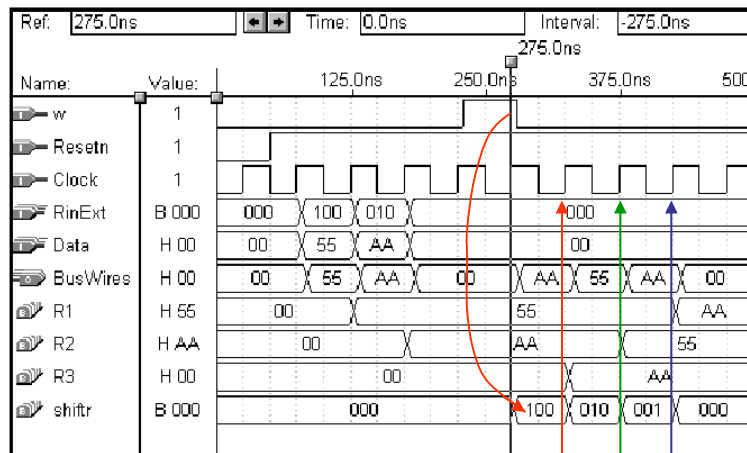 Ref: 275.0ns Time: 0.0ns Interval: -275.0ns
275.0ns
Name: Value: 125.0ns 250.0ns 375.0ns 500
w 1
Resetn 1
Clock 1
RinExt B 000 000 100 010 000
Data H 00 00 55 AA 00
BusWires H 00 00 55 AA 00 AA 55 AA 00
R1 H 55 00 55 AA
R2 H AA 00 AA 55
R3 H 00 00 AA
shiftr B 000 000 100 010 001 000